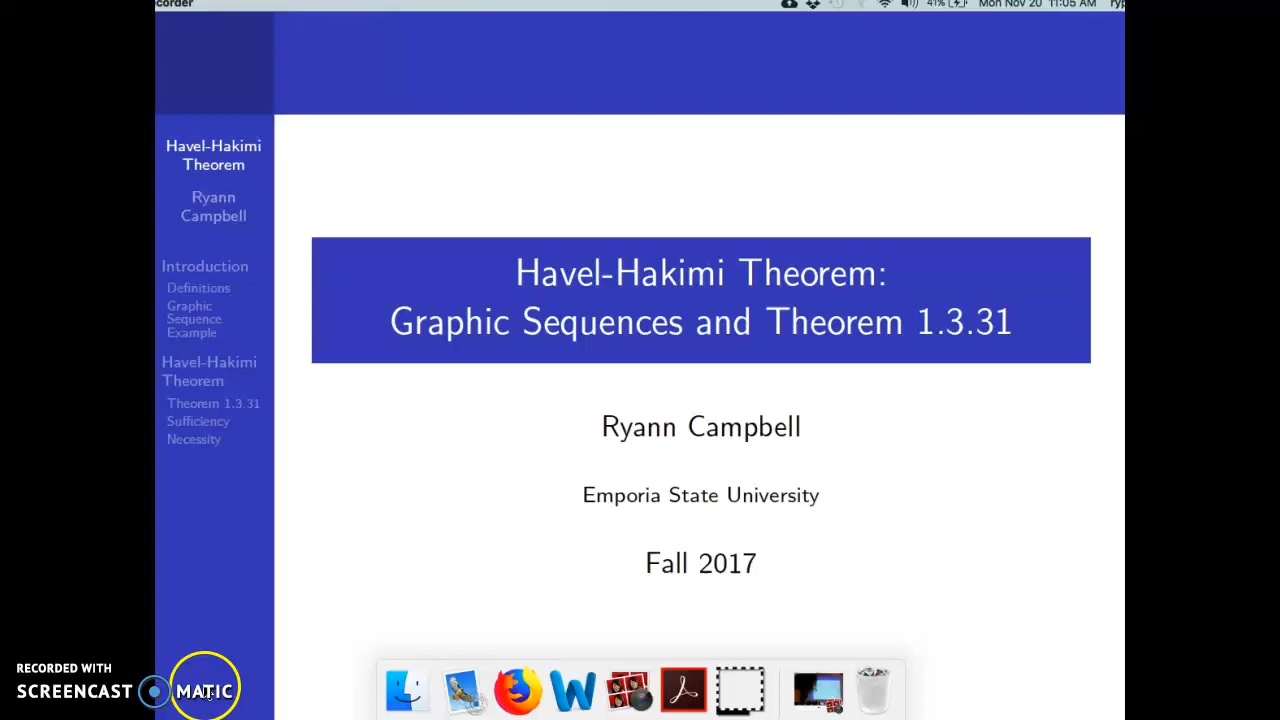 corder
41%
Mon Nov 20 11:05 AM
Havel-Hakimi
Theorem
Ryann
Campbell
Introduction
Definitions
Graphic
Sequence
Example
Havel-Hakimi
Theorem
Theorem 1.3.31
Sufficiency
Necessity
Havel-Hakimi Theorem:
Graphic Sequences and Theorem 1.3.31
Ryann Campbell
Emporia State University
Fall 2017
RECORDED WITH
SCREENCAST MATIC